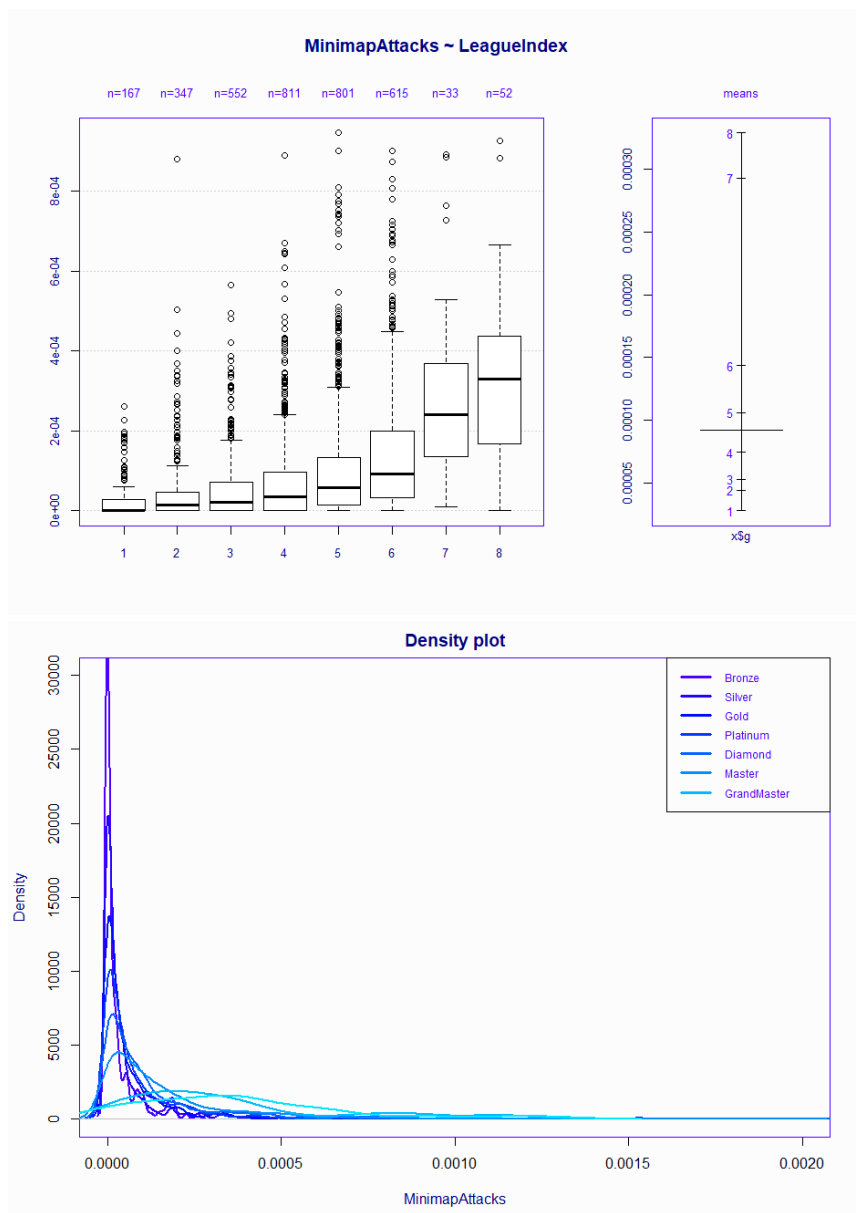 MinimapAttacks ~ LeagueIndex
n=167 n=347 n=552 n=811 n=801 n=615 n=33 n=52
means
8e-04
6e-04
4e-04
2e-04
0e+00
1 2 3 4 5 6 7 8
0.00030
0.00025
0.00020
0.00015
0.00010
0.00005
8
7
6
5
4
3
2
1
x$g
Density plot
30000
25000
20000
15000
10000
5000
0
Density
Bronze
Silver
Gold
Platinum
Diamond
Master
GrandMaster
0.0000 0.0005 0.0010 0.0015 0.0020
MinimapAttacks